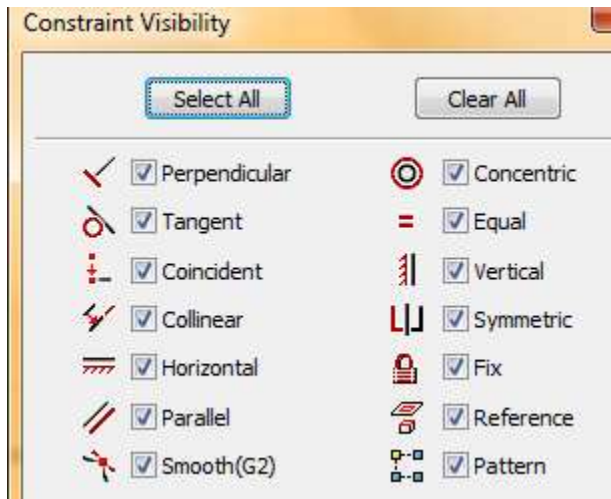 Constraint Visibility
Select All Clear All
Perpendicular Concentric
Tangent Equal
Coincident Vertical
Collinear Symmetric
Horizontal Fix
Parallel Reference
Smooth(G2) Pattern